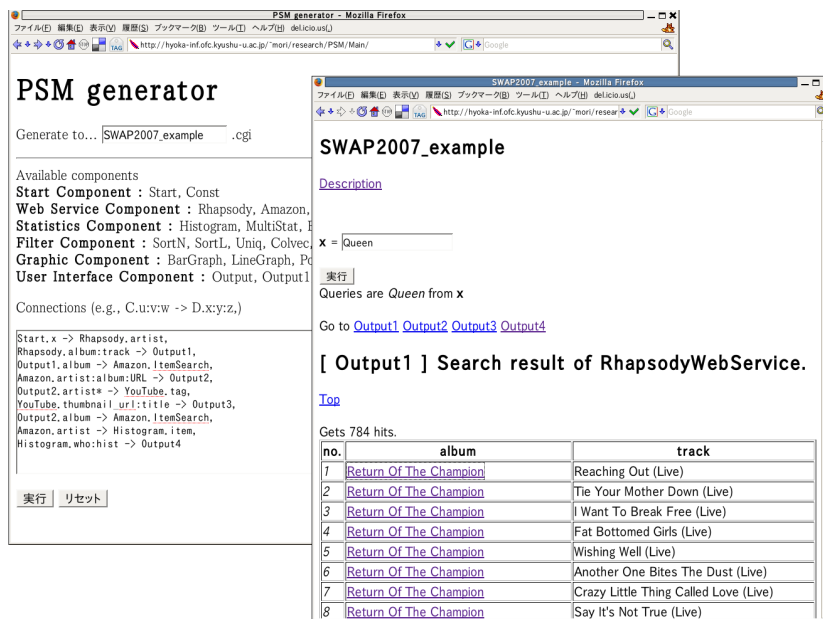 PSM generator - Mozilla Firefox
ファイル(F) 編集(E) 表示(V) 履歴(S) ブックマーク(B) ツール(T) ヘルプ(H) del.icio.us(,)
TAG http://hyoka-inf.ofc.kyushu-u.ac.jp/~mori/research/PSM/Main/ G Google
PSM generator
Generate to... SWAP2007_example .cgi
Available components
Start Component : Start, Const
Web Service Component : Rhapsody, Amazon,
Statistics Component : Histogram, MultiStat,
Filter Component : SortN, SortL, Uniq, Colvec,
Graphic Component : BarGraph, LineGraph,
User Interface Component : Output, Output1
Connections (e.g., C.u:v:w -> D.x:y:z,)
Start.x -> Rhapsody.artist,
Rhapsody.album:track -> Output1,
Output1.album -> Amazon.ItemSearch,
Amazon.artist:album:URL -> Output2,
Output2.artist* -> YouTube.tag,
YouTube.thumbnail_url:title -> Output3,
Output2.album -> Amazon.ItemSearch,
Amazon.artist -> Histogram.item,
Histogram.who:hist -> Output4
実行 リセット
SWAP2007_example - Mozilla Firefox
ファイル(F) 編集(E) 表示(V) 履歴(S) ブックマーク(B) ツール(T) ヘルプ(H) del.icio.us(,)
TAG http://hyoka-inf.ofc.kyushu-u.ac.jp/~mori/resear G Google
SWAP2007_example
Description
x = Queen
実行
Queries are Queen from x
Go to Output1 Output2 Output3 Output4
[ Output1 ] Search result of RhapsodyWebService.
Top
Gets 784 hits.
no. album track
1 Return Of The Champion Reaching Out (Live)
2 Return Of The Champion Tie Your Mother Down (Live)
3 Return Of The Champion I Want To Break Free (Live)
4 Return Of The Champion Fat Bottomed Girls (Live)
5 Return Of The Champion Wishing Well (Live)
6 Return Of The Champion Another One Bites The Dust (Live)
7 Return Of The Champion Crazy Little Thing Called Love (Live)
8 Return Of The Champion Say It's Not True (Live)